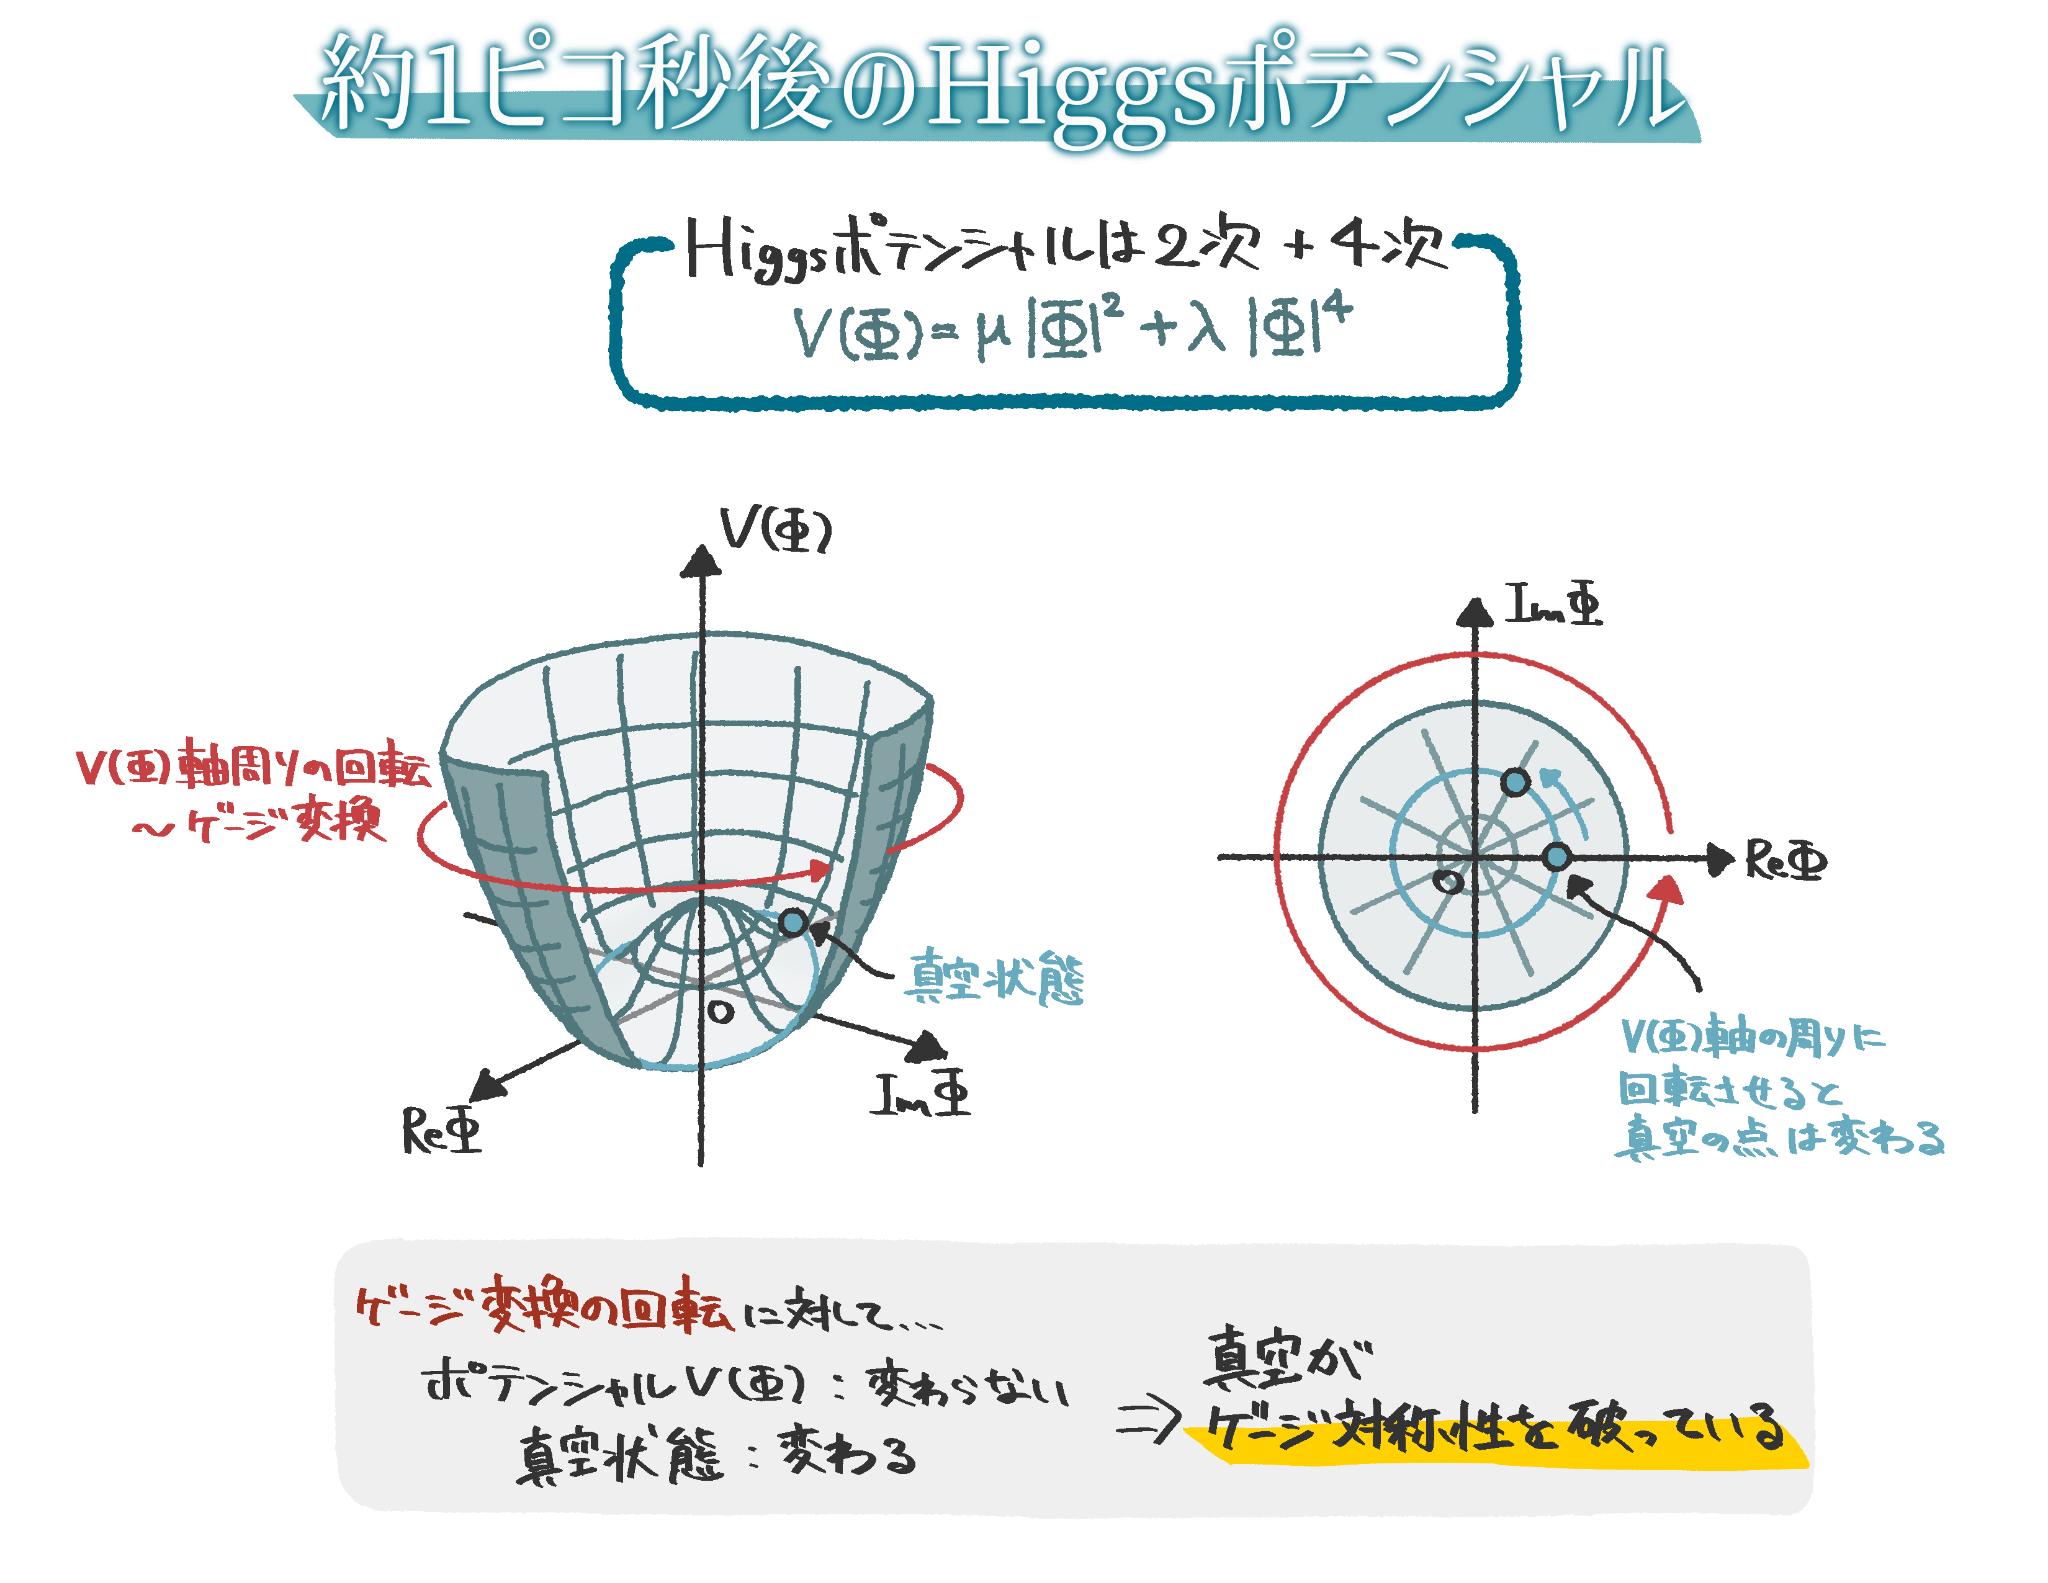 約1ピコ秒後のHiggsポテンシャル
Higgsポテンシャルは2次+4次
V(Φ)=μ|Φ|²+λ|Φ|⁴
V(Φ)
V(Φ)軸周りの回転
~ゲージ変換
真空状態
O
ReΦ
ImΦ
ImΦ
ReΦ
O
V(Φ)軸の周りに
回転させると
真空の点は変わる
ゲージ変換の回転に対して...
ポテンシャルV(Φ):変わらない
真空状態:変わる
⇒
真空が
ゲージ対称性を破っている